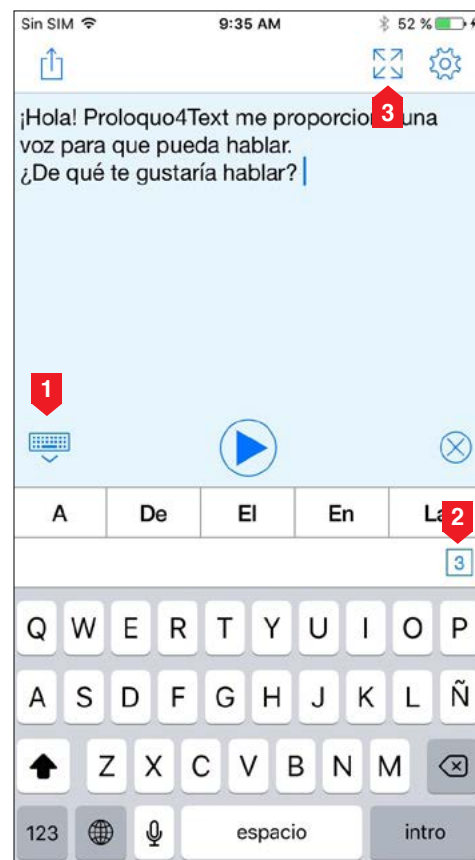 Sin SIM 9:35 AM 52 %
3
¡Hola! Proloquo4Text me proporcion una
voz para que pueda hablar.
¿De qué te gustaría hablar?
1
A De El En La
2
3
Q W E R T Y U I O P
A S D F G H J K L Ñ
Z X C V B N M
123 espacio intro